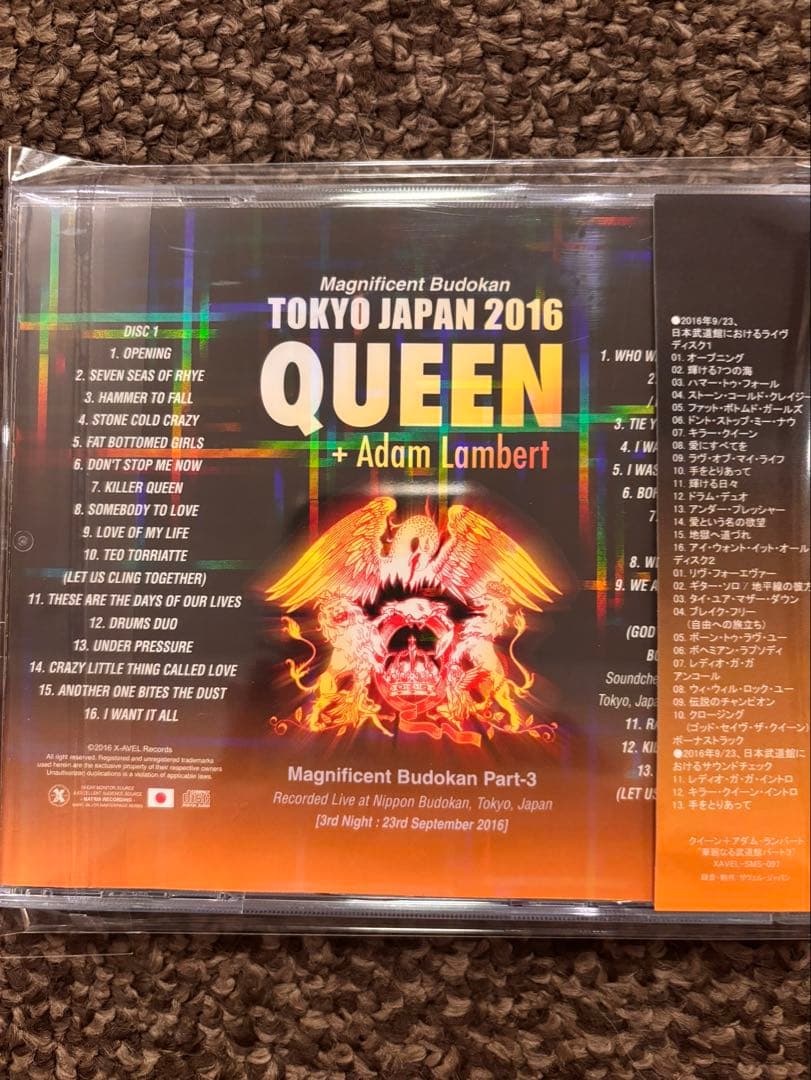 Magnificent Budokan
TOKYO JAPAN 2016
QUEEN
+ Adam Lambert
DISC 1
1. OPENING
2. SEVEN SEAS OF RHYE
3. HAMMER TO FALL
4. STONE COLD CRAZY
5. FAT BOTTOMED GIRLS
6. DON'T STOP ME NOW
7. KILLER QUEEN
8. SOMEBODY TO LOVE
9. LOVE OF MY LIFE
10. TEO TORRIATTE
(LET US CLING TOGETHER)
11. THESE ARE THE DAYS OF OUR LIVES
12. DRUMS DUO
13. UNDER PRESSURE
14. CRAZY LITTLE THING CALLED LOVE
15. ANOTHER ONE BITES THE DUST
16. I WANT IT ALL
©2016 X-AVEL Records
All right reserved. Registered and unregistered trademarks
used herein are the exclusive property of their respective owners
Unauthorized duplications is a violation of applicable laws.
Magnificent Budokan Part-3
Recorded Live at Nippon Budokan, Tokyo, Japan
[3rd Night : 23rd September 2016]
1. WHO W
2.
3. TIE Y
4. I WA
5. I WAS
6. BOH
7.
8. WE
9. WE A
(GOD
BO
Soundche
Tokyo, Japa
11. RA
12. KIL
13.
(LET US
●2016年9/23、
日本武道館におけるライヴ
ディスク1
01. オープニング
02. 輝ける7つの海
03. ハマー・トゥ・フォール
04. ストーン・コールド・クレイジー
05. ファット・ボトムド・ガールズ
06. ドント・ストップ・ミー・ナウ
07. キラー・クイーン
08. 愛にすべてを
09. ラヴ・オブ・マイ・ライフ
10. 手をとりあって
11. 輝ける日々
12. ドラム・デュオ
13. アンダー・プレッシャー
14. 愛という名の欲望
15. 地獄へ道づれ
16. アイ・ウォント・イット・オール
ディスク2
01. リヴ・フォーエヴァー
02. ギター・ソロ / 地平線の彼方
03. タイ・ユア・マザー・ダウン
04. ブレイク・フリー
(自由への旅立ち)
05. ボーン・トゥ・ラヴ・ユー
06. ボヘミアン・ラプソディ
07. レディオ・ガ・ガ
アンコール
08. ウィ・ウィル・ロック・ユー
09. 伝説のチャンピオン
10. クロージング
(ゴッド・セイヴ・ザ・クイーン)
ボーナストラック
●2016年9/23、日本武道館に
おけるサウンドチェック
11. レディオ・ガ・ガ・イントロ
12. キラー・クイーン・イントロ
13. 手をとりあって
クイーン+アダム・ランバート
"華麗なる武道館パート3"
XAVEL-SMS-097